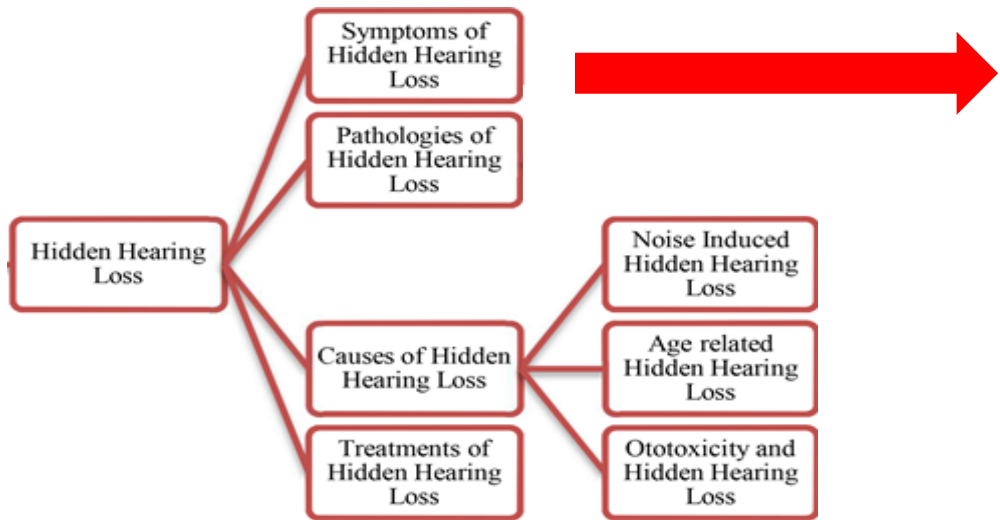 Symptoms of
Hidden Hearing
Loss
Pathologies of
Hidden Hearing
Loss
Hidden Hearing
Loss
Causes of Hidden
Hearing Loss
Treatments of
Hidden Hearing
Loss
Noise Induced
Hidden Hearing
Loss
Age related
Hidden Hearing
Loss
Ototoxicity and
Hidden Hearing
Loss